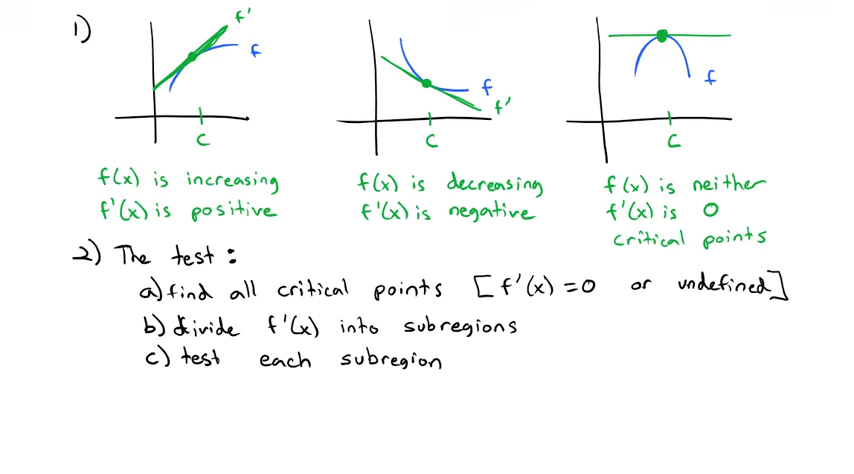 1)
f'
f
c
f
f'
c
f
c
f(x) is increasing
f'(x) is positive
f(x) is decreasing
f'(x) is negative
f(x) is neither
f'(x) is 0
critical points
2) The test:
a) find all critical points [f'(x) = 0 or undefined]
b) divide f'(x) into subregions
c) test each subregion